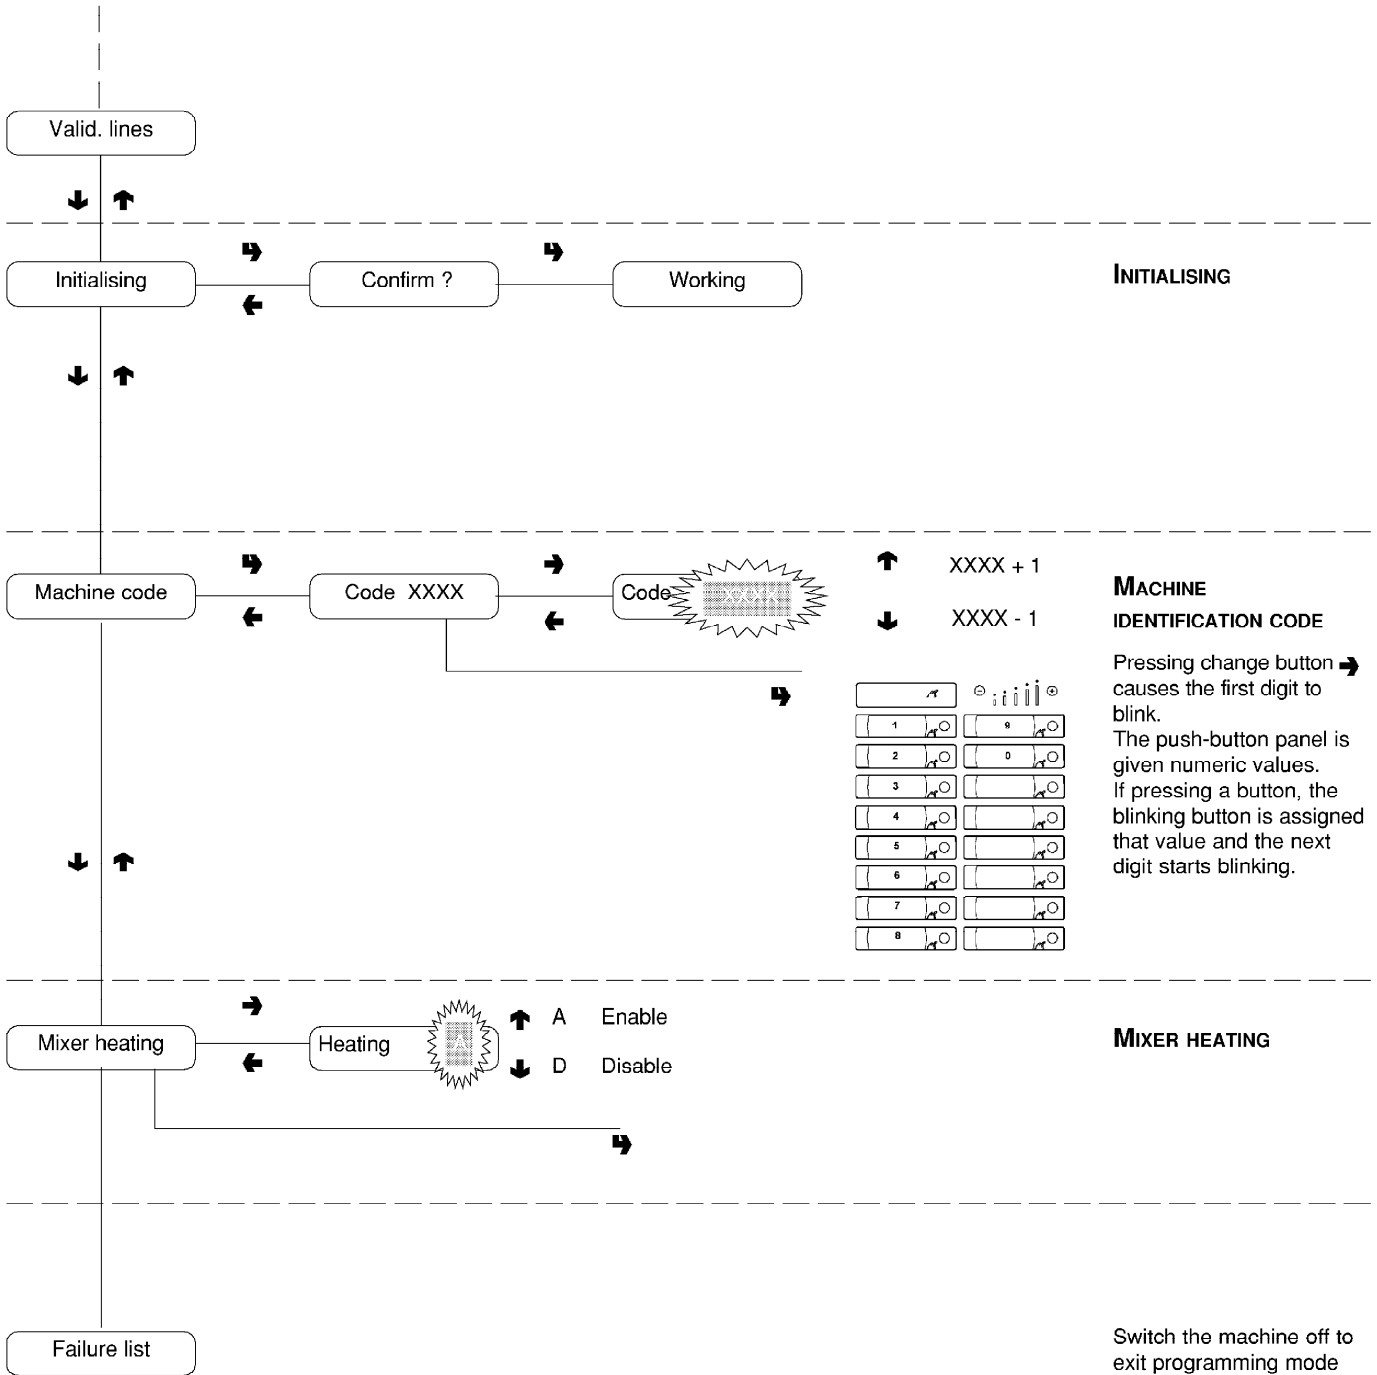 Valid. lines
Initialising
Confirm ?
Working
INITIALISING
Machine code
Code XXXX
Code
XXXX + 1
XXXX - 1
MACHINE
IDENTIFICATION CODE
Pressing change button
causes the first digit to
blink.
The push-button panel is
given numeric values.
If pressing a button, the
blinking button is assigned
that value and the next
digit starts blinking.
1
9
2
0
3
4
5
6
7
8
Mixer heating
Heating
A
A Enable
D Disable
MIXER HEATING
Failure list
Switch the machine off to
exit programming mode